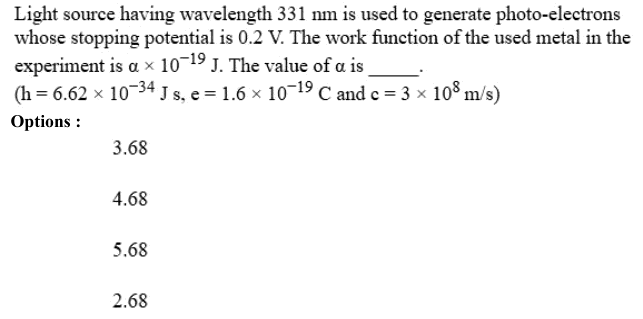 Light source having wavelength 331 nm is used to generate photo-electrons
whose stopping potential is 0.2 V. The work function of the used metal in the
experiment is α × 10⁻¹⁹ J. The value of α is ______.
(h = 6.62 × 10⁻³⁴ J s, e = 1.6 × 10⁻¹⁹ C and c = 3 × 10⁸ m/s)
Options :
3.68
4.68
5.68
2.68